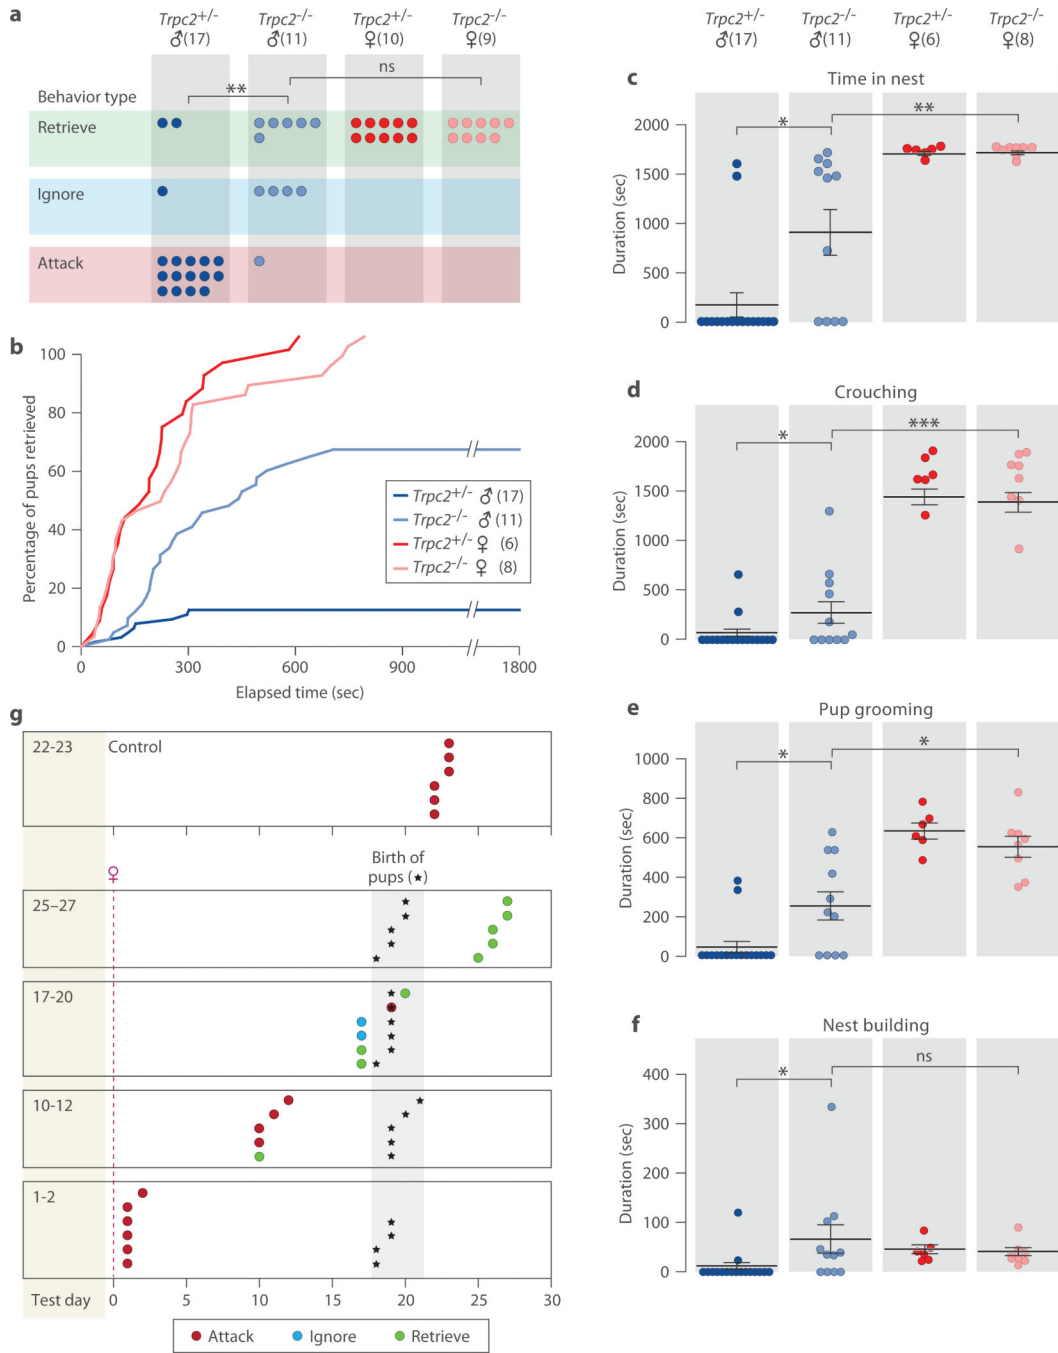 a
Trpc2+/- Trpc2-/- Trpc2+/- Trpc2-/-
♂(17) ♂(11) ♀(10) ♀(9)
ns
**
Behavior type
Retrieve
Ignore
Attack
b
100
80
60
40
20
0
Percentage of pups retrieved
Trpc2+/- ♂ (17)
Trpc2-/- ♂ (11)
Trpc2+/- ♀ (6)
Trpc2-/- ♀ (8)
0 300 600 900 1800
Elapsed time (sec)
g
22-23 Control
♀
Birth of
pups (★)
25–27
17-20
10-12
1-2
Test day 0 5 10 15 20 25 30
Attack Ignore Retrieve
Trpc2+/- Trpc2-/- Trpc2+/- Trpc2-/-
♂(17) ♂(11) ♀(6) ♀(8)
c
Time in nest
* **
2000
1500
1000
500
0
Duration (sec)
d
Crouching
* ***
2000
1500
1000
500
0
Duration (sec)
e
Pup grooming
* *
1000
800
600
400
200
0
Duration (sec)
f
Nest building
* ns
400
300
200
100
0
Duration (sec)